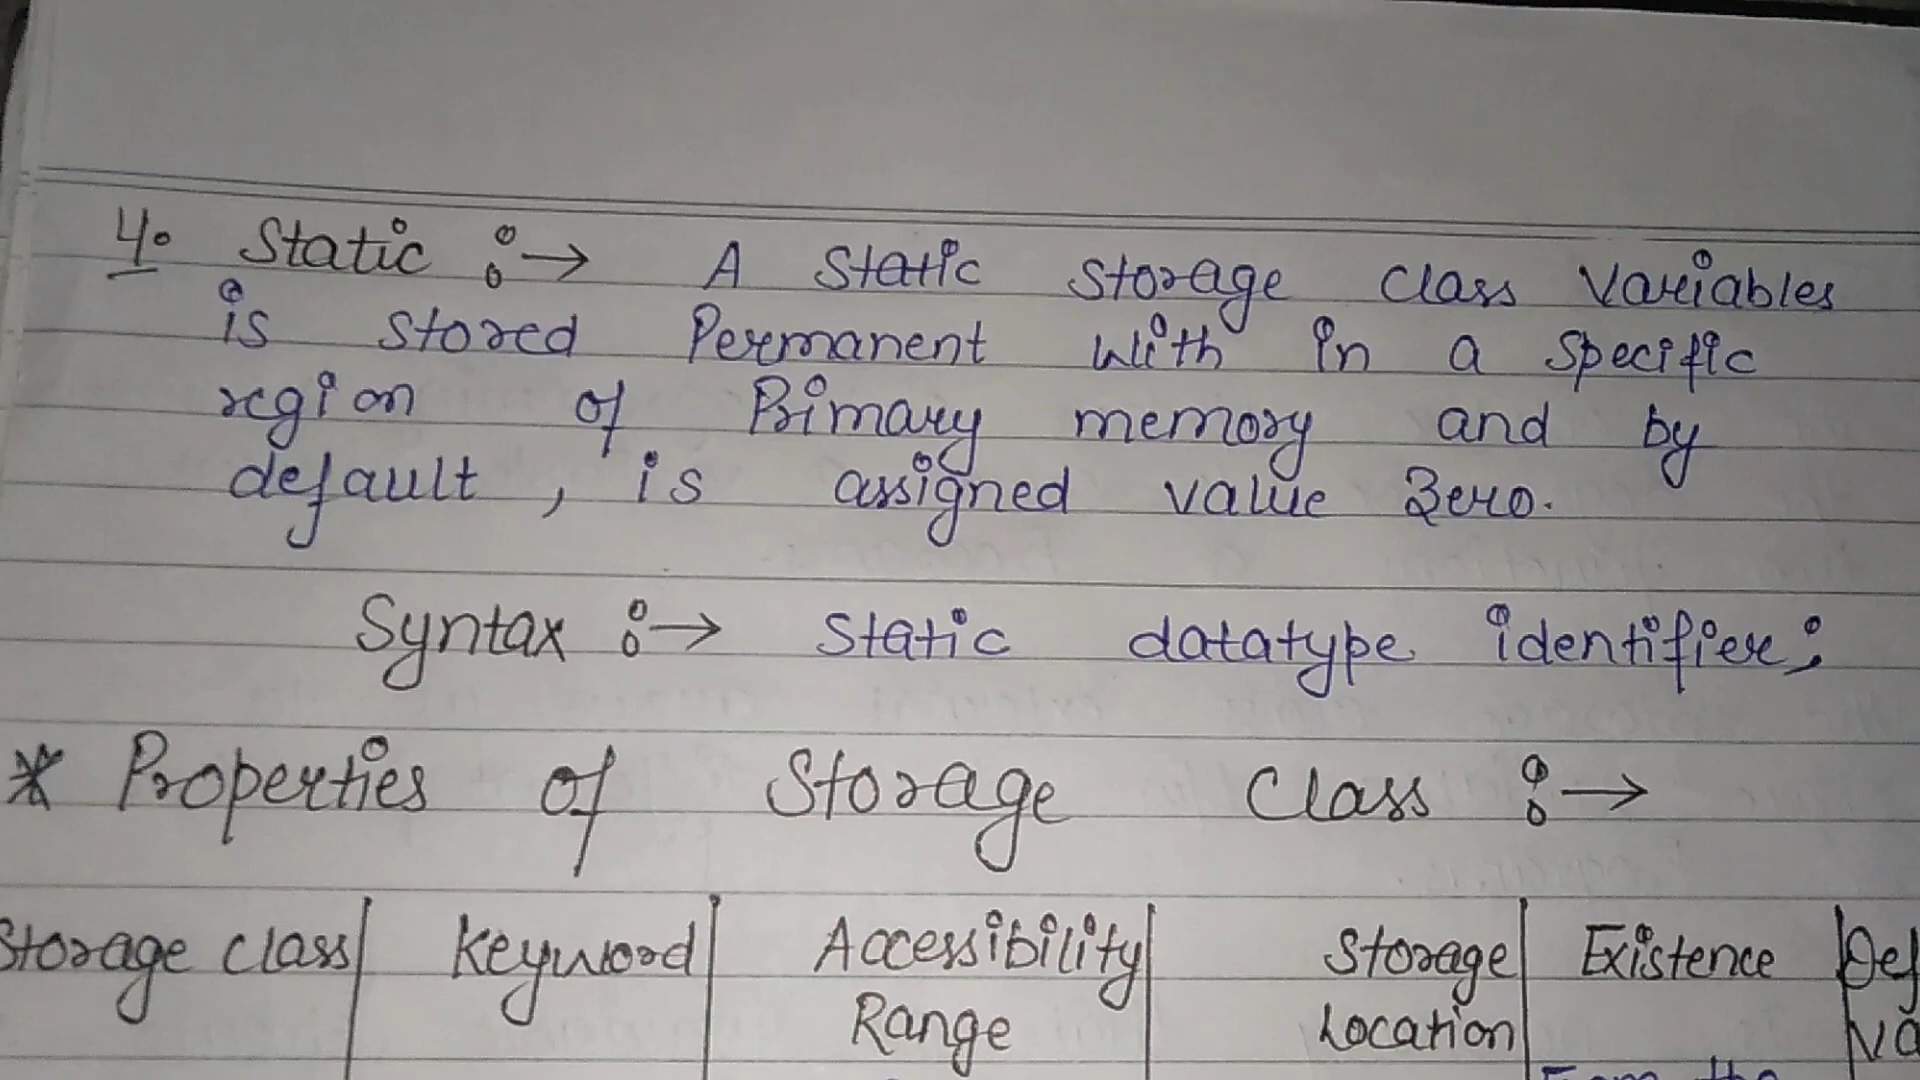 4. Static :→ A Static Storage Class Variables
is stored Permanent with in a specific
region of Primary memory and by
default, is assigned value Zero.
Syntax :→ Static datatype identifier;
* Properties of Storage Class :→
Storage class | Keyword | Accessibility | Storage | Existence |
Range | Location |
From the